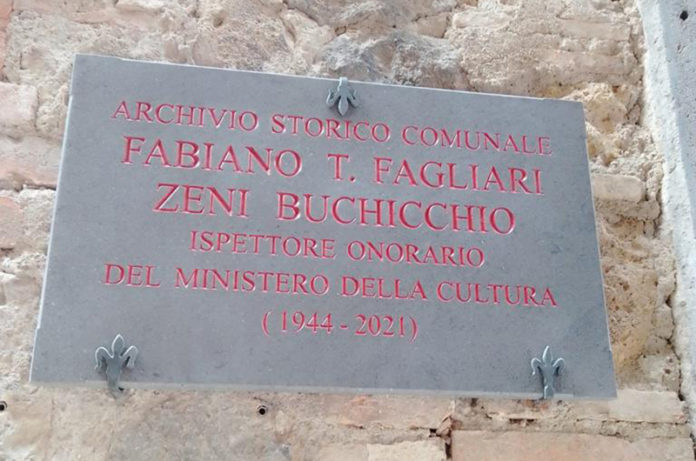 ARCHIVIO STORICO COMUNALE
FABIANO T. FAGLIARI
ZENI BUCHICCHIO
ISPETTORE ONORARIO
DEL MINISTERO DELLA CULTURA
(1944 - 2021)